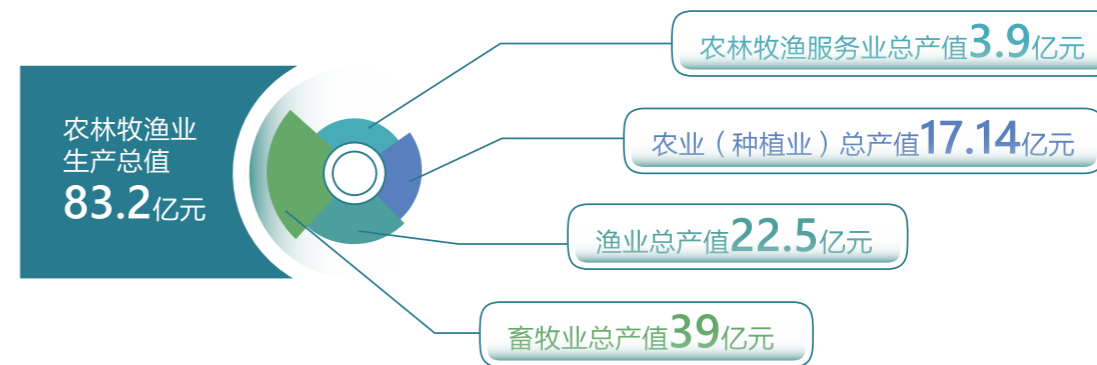 农林牧渔业
生产总值
83.2亿元
农林牧渔服务业总产值3.9亿元
农业（种植业）总产值17.14亿元
渔业总产值22.5亿元
畜牧业总产值39亿元